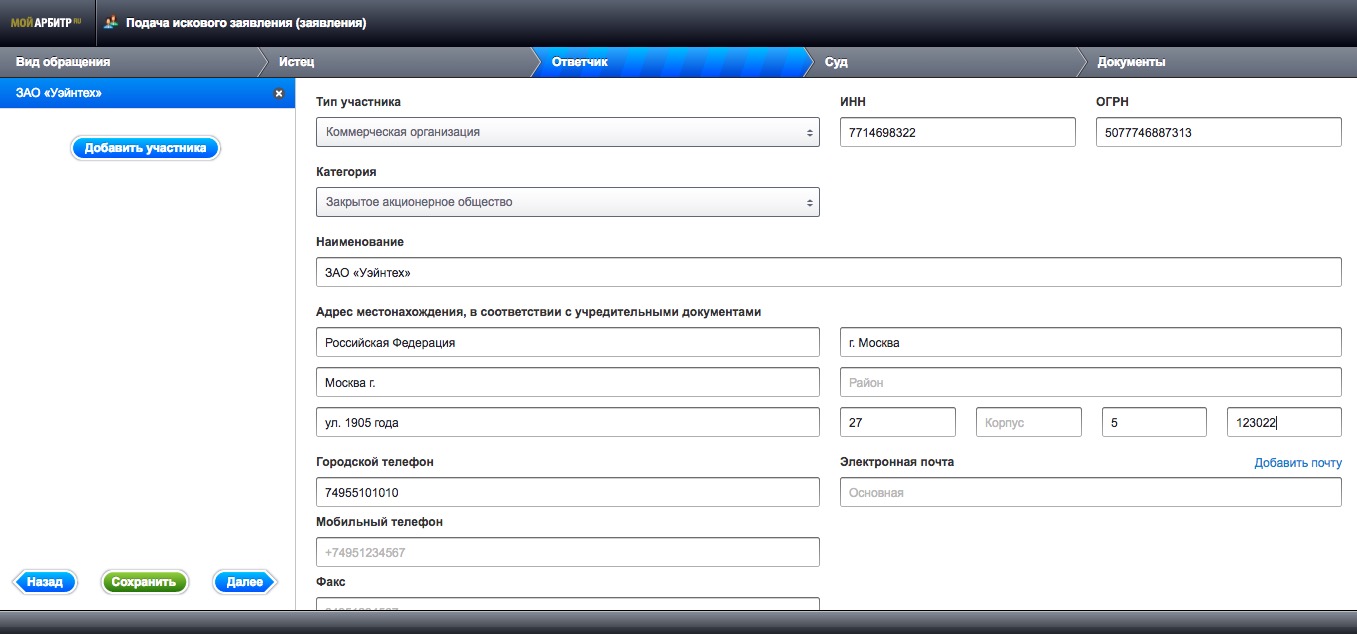 МОЙ АРБИТР.RU
Подача искового заявления (заявления)
Вид обращения
Истец
Ответчик
Суд
Документы
ЗАО «Уэйнтех»
Добавить участника
Тип участника
ИНН
ОГРН
Коммерческая организация
7714698322
5077746887313
Категория
Закрытое акционерное общество
Наименование
ЗАО «Уэйнтех»
Адрес местонахождения, в соответствии с учредительными документами
Российская Федерация
г. Москва
Москва г.
Район
ул. 1905 года
27
Корпус
5
123022
Городской телефон
Электронная почта
Добавить почту
74955101010
Основная
Мобильный телефон
+74951234567
Факс
Назад
Сохранить
Далее